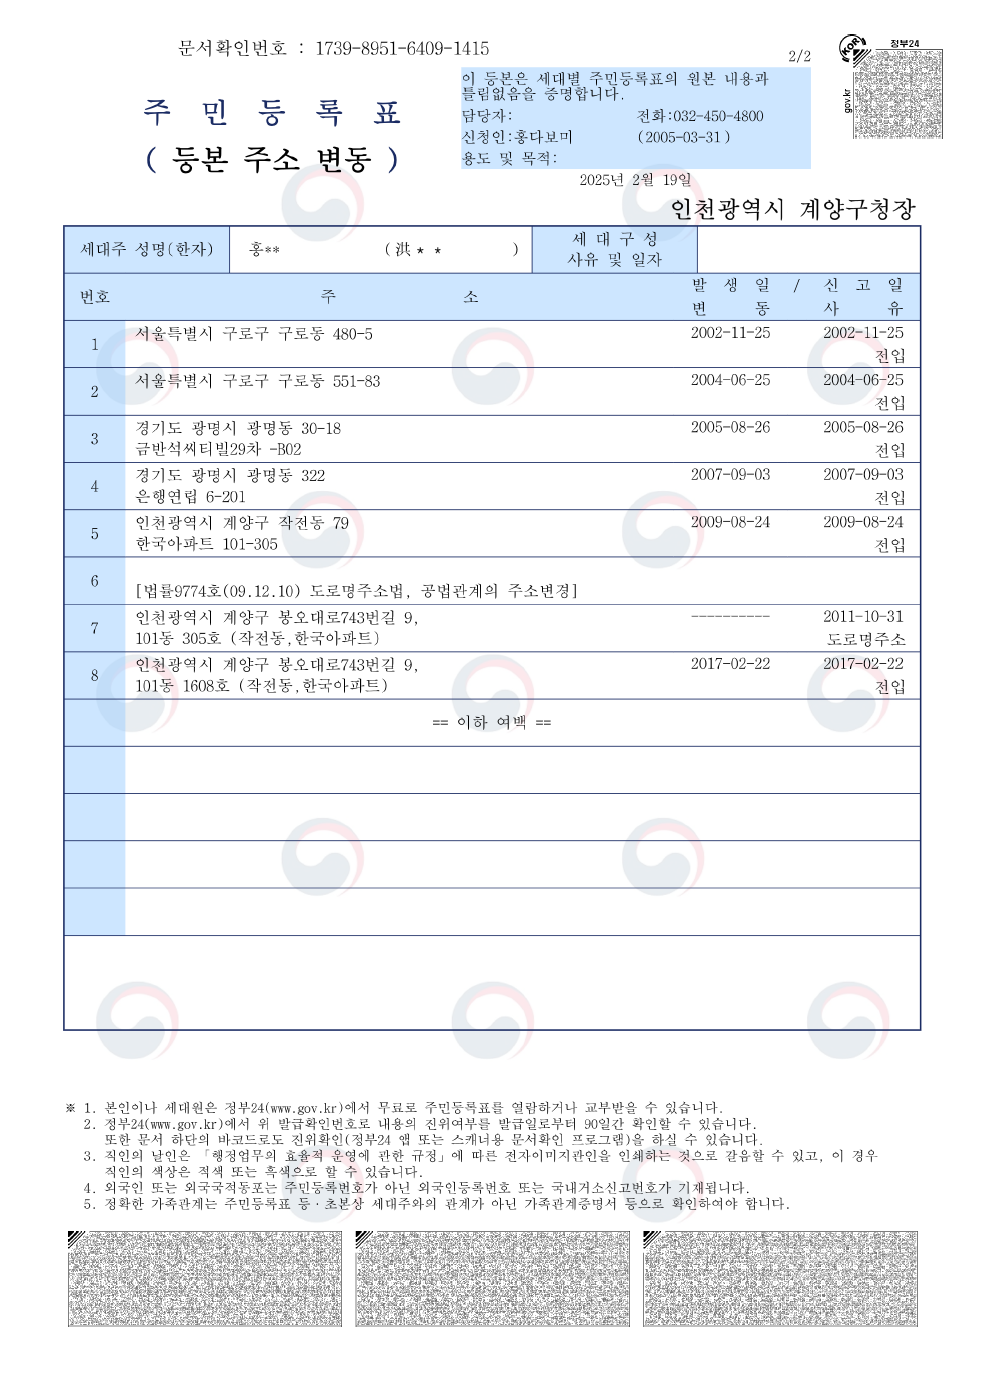 문서확인번호 : 1739-8951-6409-1415
2/2
정부24
KOR
gov.kr
주 민 등 록 표
( 등본 주소 변동 )
이 등본은 세대별 주민등록표의 원본 내용과
틀림없음을 증명합니다.
담당자: 전화:032-450-4800
신청인:홍다보미 (2005-03-31 )
용도 및 목적:
2025년 2월 19일
인천광역시 계양구청장
세대주 성명(한자) 홍** (洪** ) 세 대 구 성
사유 및 일자
번호 주 소 발 생 일 / 신 고 일
변 동 사 유
1 서울특별시 구로구 구로동 480-5 2002-11-25 2002-11-25
전입
2 서울특별시 구로구 구로동 551-83 2004-06-25 2004-06-25
전입
3 경기도 광명시 광명동 30-18 2005-08-26 2005-08-26
금반석씨티빌29차 -B02 전입
4 경기도 광명시 광명동 322 2007-09-03 2007-09-03
은행연립 6-201 전입
5 인천광역시 계양구 작전동 79 2009-08-24 2009-08-24
한국아파트 101-305 전입
6 [법률9774호(09.12.10) 도로명주소법, 공법관계의 주소변경]
7 인천광역시 계양구 봉오대로743번길 9, ---------- 2011-10-31
101동 305호 (작전동,한국아파트) 도로명주소
8 인천광역시 계양구 봉오대로743번길 9, 2017-02-22 2017-02-22
101동 1608호 (작전동,한국아파트) 전입
== 이하 여백 ==
※ 1. 본인이나 세대원은 정부24(www.gov.kr)에서 무료로 주민등록표를 열람하거나 교부받을 수 있습니다.
2. 정부24(www.gov.kr)에서 위 발급확인번호로 내용의 진위여부를 발급일로부터 90일간 확인할 수 있습니다.
또한 문서 하단의 바코드로도 진위확인(정부24 앱 또는 스캐너용 문서확인 프로그램)을 하실 수 있습니다.
3. 직인의 날인은 「행정업무의 효율적 운영에 관한 규정」에 따른 전자이미지관인을 인쇄하는 것으로 갈음할 수 있고, 이 경우
직인의 색상은 적색 또는 흑색으로 할 수 있습니다.
4. 외국인 또는 외국국적동포는 주민등록번호가 아닌 외국인등록번호 또는 국내거소신고번호가 기재됩니다.
5. 정확한 가족관계는 주민등록표 등·초본상 세대주와의 관계가 아닌 가족관계증명서 등으로 확인하여야 합니다.